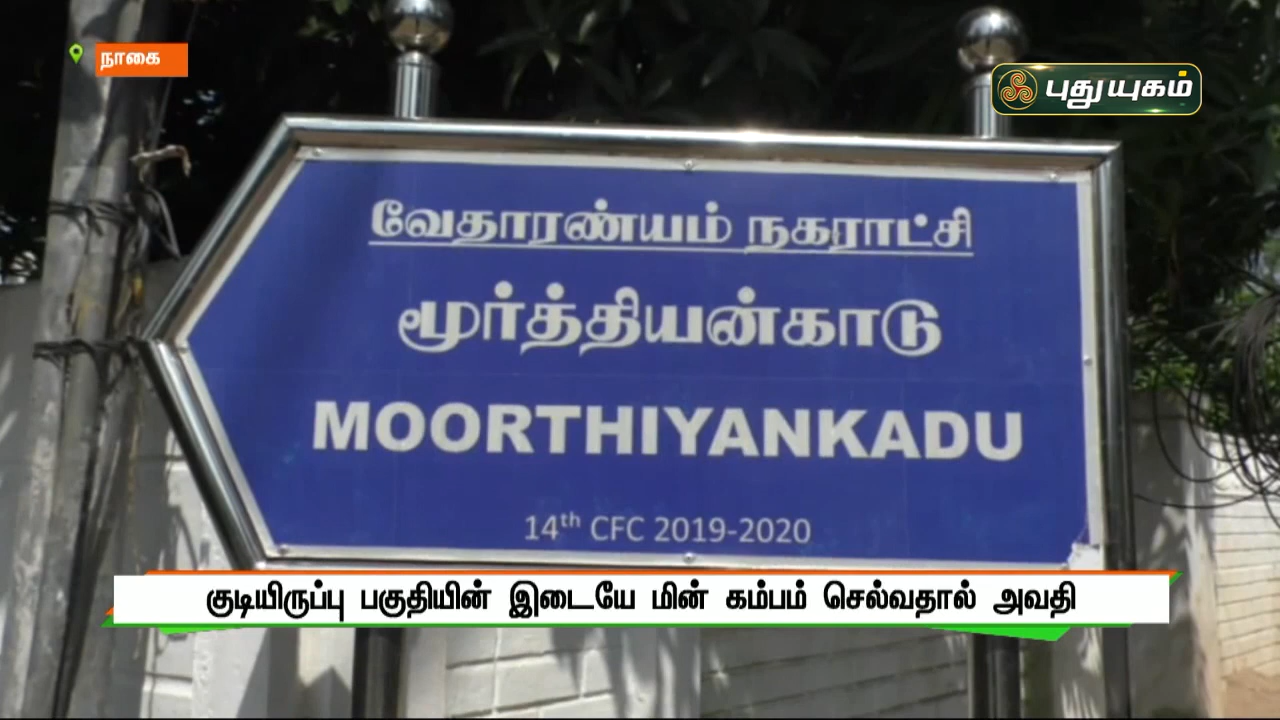 நாகை
புதுயுகம்
வேதாரண்யம் நகராட்சி
மூர்த்தியன்காடு
MOORTHIYANKADU
14th CFC 2019-2020
குடியிருப்பு பகுதியின் இடையே மின் கம்பம் செல்வதால் அவதி